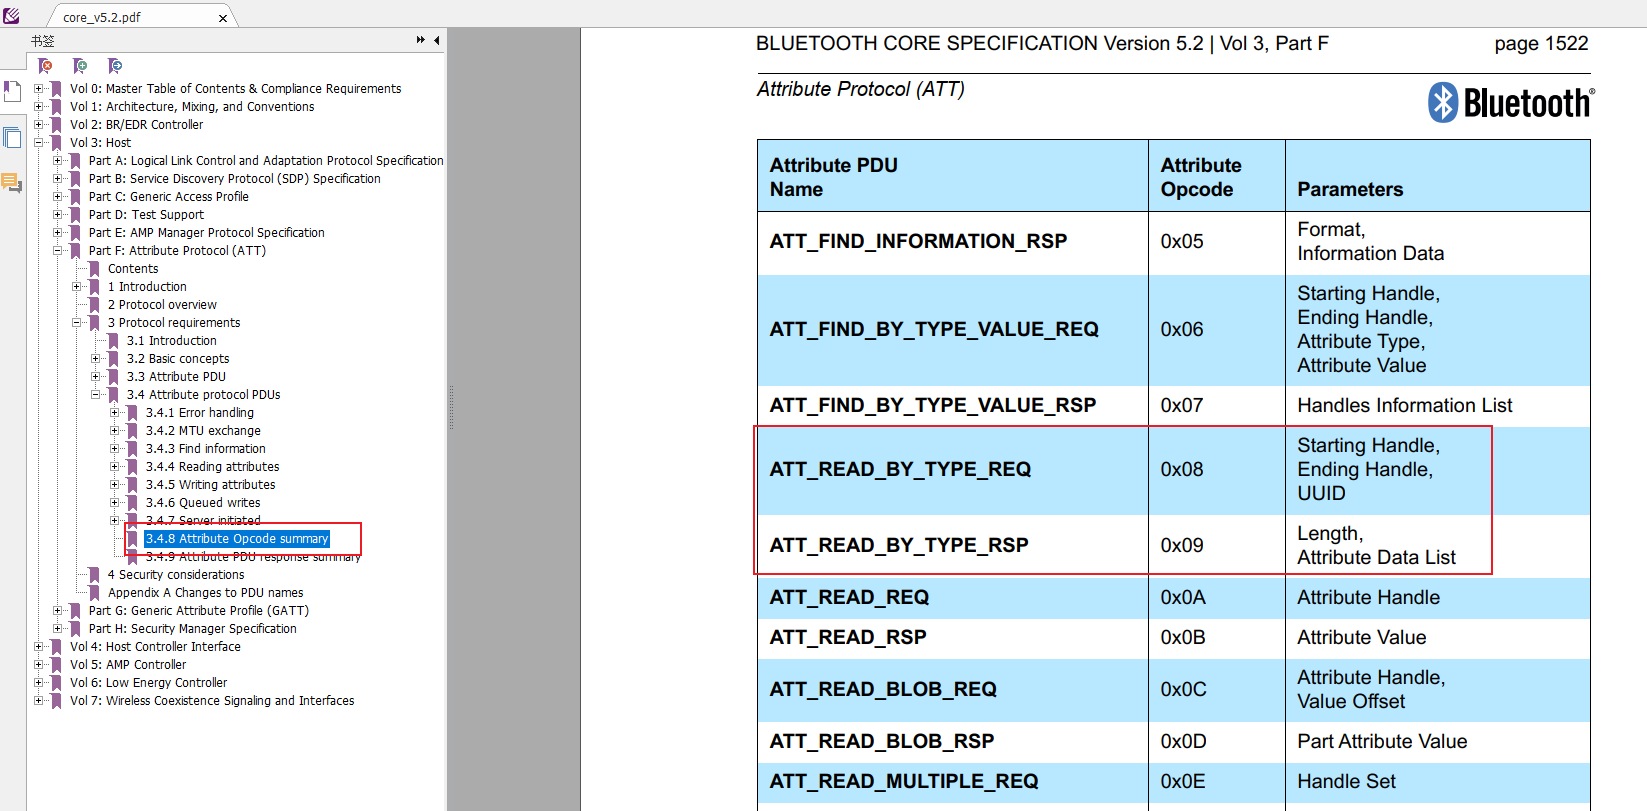 core_v5.2.pdf
书签
Vol 0: Master Table of Contents & Compliance Requirements
Vol 1: Architecture, Mixing, and Conventions
Vol 2: BR/EDR Controller
Vol 3: Host
Part A: Logical Link Control and Adaptation Protocol Specification
Part B: Service Discovery Protocol (SDP) Specification
Part C: Generic Access Profile
Part D: Test Support
Part E: AMP Manager Protocol Specification
Part F: Attribute Protocol (ATT)
Contents
1 Introduction
2 Protocol overview
3 Protocol requirements
3.1 Introduction
3.2 Basic concepts
3.3 Attribute PDU
3.4 Attribute protocol PDUs
3.4.1 Error handling
3.4.2 MTU exchange
3.4.3 Find information
3.4.4 Reading attributes
3.4.5 Writing attributes
3.4.6 Queued writes
3.4.7 Server initiated
3.4.8 Attribute Opcode summary
3.4.9 Attribute PDU response summary
4 Security considerations
Appendix A Changes to PDU names
Part G: Generic Attribute Profile (GATT)
Part H: Security Manager Specification
Vol 4: Host Controller Interface
Vol 5: AMP Controller
Vol 6: Low Energy Controller
Vol 7: Wireless Coexistence Signaling and Interfaces
BLUETOOTH CORE SPECIFICATION Version 5.2 | Vol 3, Part F page 1522
Attribute Protocol (ATT)
Bluetooth®
Attribute PDU Name Attribute Opcode Parameters
ATT_FIND_INFORMATION_RSP 0x05 Format,
Information Data
ATT_FIND_BY_TYPE_VALUE_REQ 0x06 Starting Handle,
Ending Handle,
Attribute Type,
Attribute Value
ATT_FIND_BY_TYPE_VALUE_RSP 0x07 Handles Information List
ATT_READ_BY_TYPE_REQ 0x08 Starting Handle,
Ending Handle,
UUID
ATT_READ_BY_TYPE_RSP 0x09 Length,
Attribute Data List
ATT_READ_REQ 0x0A Attribute Handle
ATT_READ_RSP 0x0B Attribute Value
ATT_READ_BLOB_REQ 0x0C Attribute Handle,
Value Offset
ATT_READ_BLOB_RSP 0x0D Part Attribute Value
ATT_READ_MULTIPLE_REQ 0x0E Handle Set